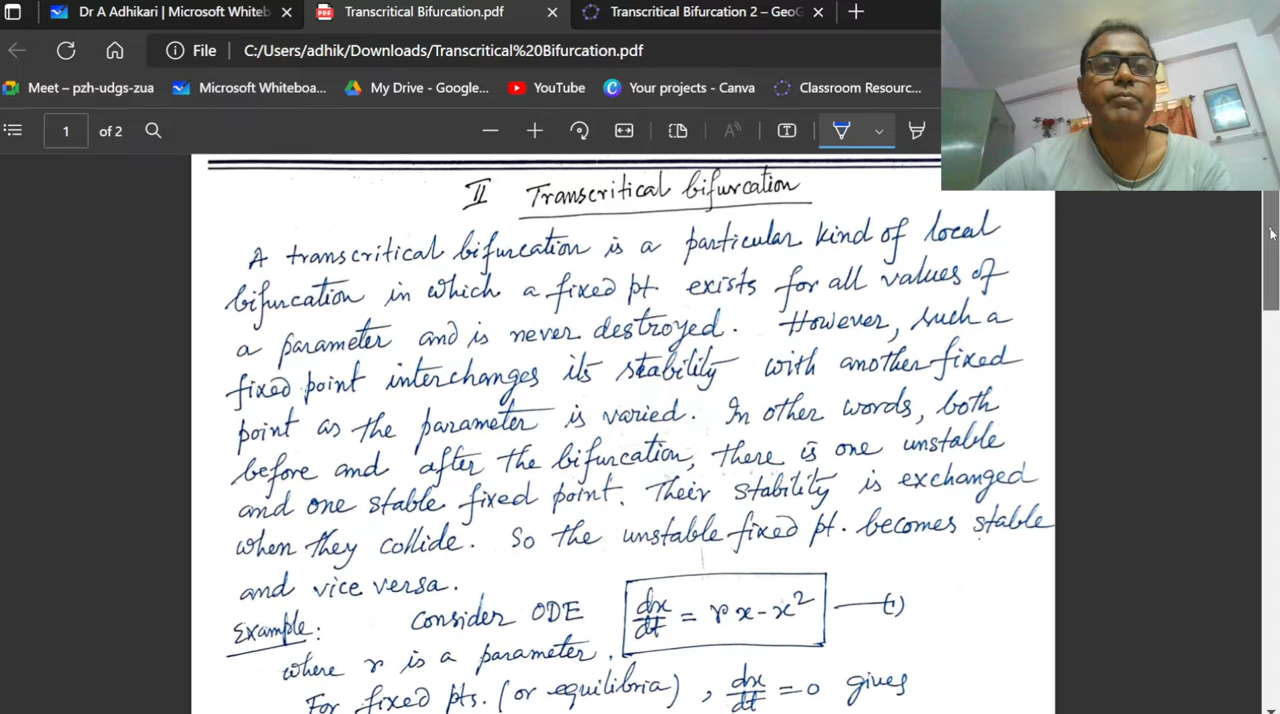 Dr A Adhikari | Microsoft Whiteb
Transcritical Bifurcation.pdf
Transcritical Bifurcation 2 – GeoG
File
C:/Users/adhik/Downloads/Transcritical%20Bifurcation.pdf
Meet – pzh-udgs-zua
Microsoft Whiteboa...
My Drive - Google...
YouTube
Your projects - Canva
Classroom Resourc...
1 of 2
II Transcritical bifurcation
A transcritical bifurcation is a particular kind of local
bifurcation in which a fixed pt exists for all values of
a parameter and is never destroyed. However, such a
fixed point interchanges its stability with another fixed
point as the parameter is varied. In other words, both
before and after the bifurcation, there is one unstable
and one stable fixed point. Their stability is exchanged
when they collide. So the unstable fixed pt. becomes stable
and vice versa.
Example: Consider ODE dx/dt = rx - x² —(1)
where r is a parameter.
For fixed pts. (or equilibria), dx/dt = 0 gives